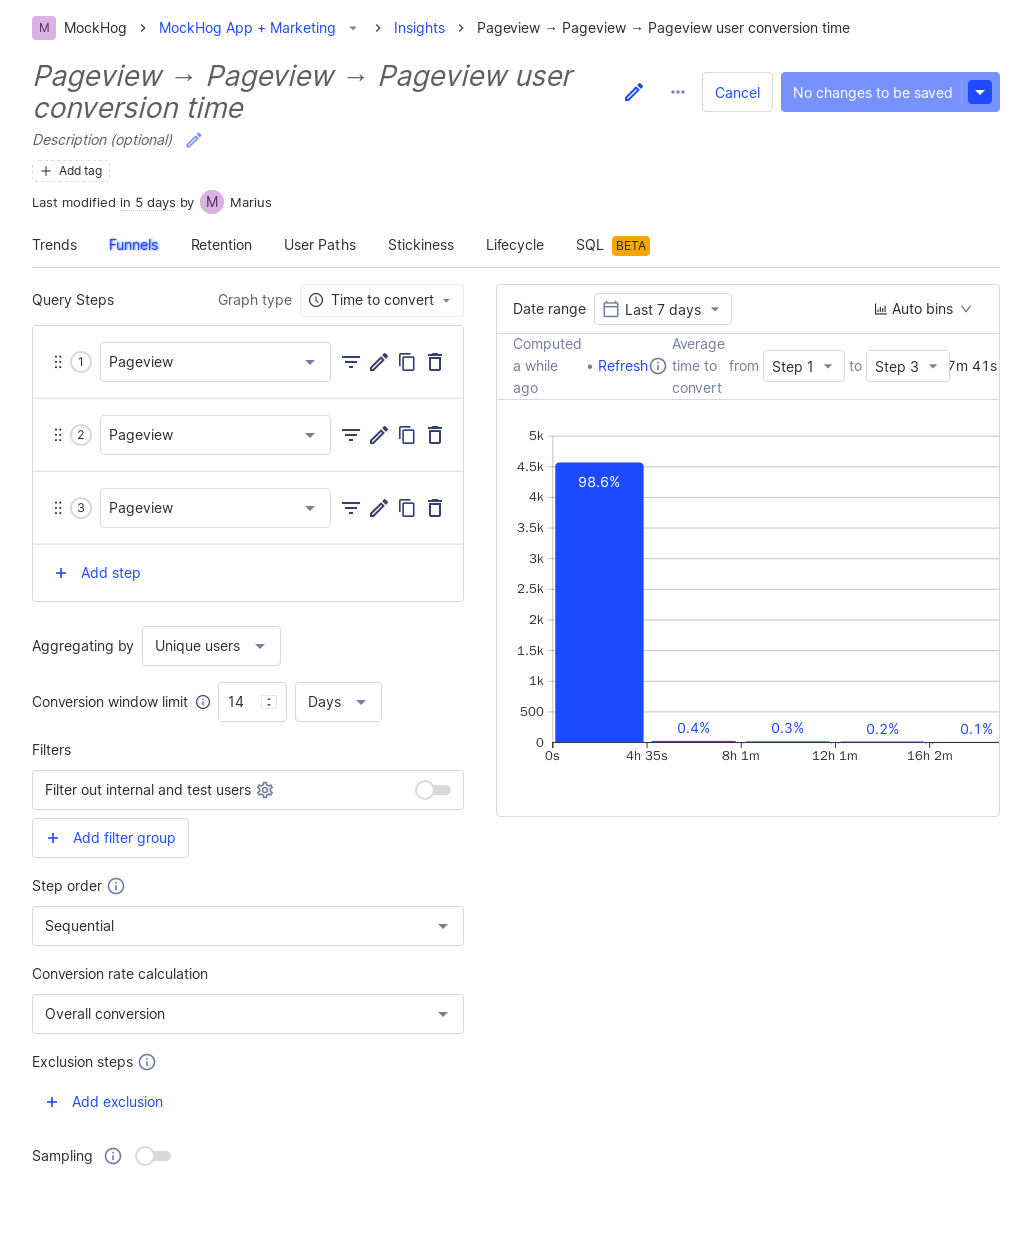 M MockHog > MockHog App + Marketing > Insights > Pageview → Pageview → Pageview user conversion time
Pageview → Pageview → Pageview user
conversion time
Cancel
No changes to be saved
Description (optional)
+ Add tag
Last modified in 5 days by M Marius
Trends Funnels Retention User Paths Stickiness Lifecycle SQL BETA
Query Steps
Graph type Time to convert
1 Pageview
2 Pageview
3 Pageview
+ Add step
Aggregating by Unique users
Conversion window limit 14 Days
Filters
Filter out internal and test users
+ Add filter group
Step order
Sequential
Conversion rate calculation
Overall conversion
Exclusion steps
+ Add exclusion
Sampling
Date range Last 7 days
Auto bins
Computed
a while
ago
• Refresh
Average
time to
convert
from Step 1 to Step 3 7m 41s
5k
4.5k
4k
3.5k
3k
2.5k
2k
1.5k
1k
500
0
98.6%
0.4%
0.3%
0.2%
0.1%
0s 4h 35s 8h 1m 12h 1m 16h 2m